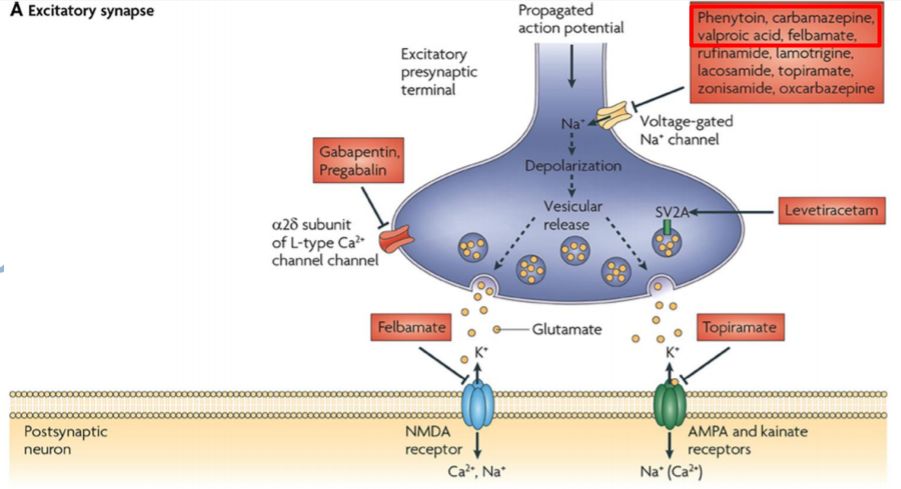 A Excitatory synapse
Propagated
action potential
Excitatory
presynaptic
terminal
Phenytoin, carbamazepine,
valproic acid, felbamate,
rufinamide, lamotrigine,
lacosamide, topiramate,
zonisamide, oxcarbazepine
Na⁺
Voltage-gated
Na⁺ channel
Depolarization
Gabapentin,
Pregabalin
Vesicular
release
SV2A
Levetiracetam
α2δ subunit
of L-type Ca²⁺
channel channel
Felbamate
Glutamate
Topiramate
K⁺
K⁺
Postsynaptic
neuron
NMDA
receptor
AMPA and kainate
receptors
Ca²⁺, Na⁺
Na⁺ (Ca²⁺)